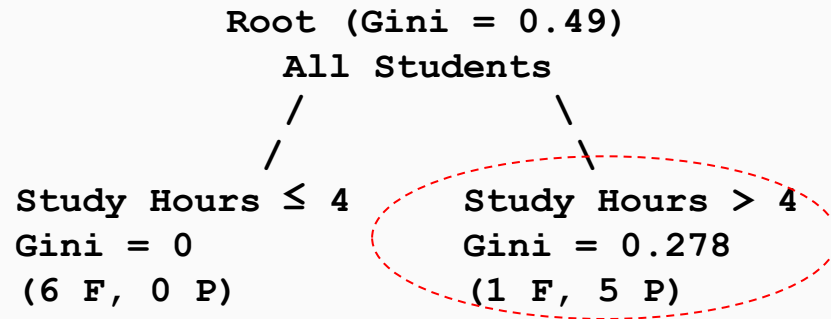 Root (Gini = 0.49)
All Students
/ \
/ \
Study Hours ≤ 4 Study Hours > 4
Gini = 0 Gini = 0.278
(6 F, 0 P) (1 F, 5 P)